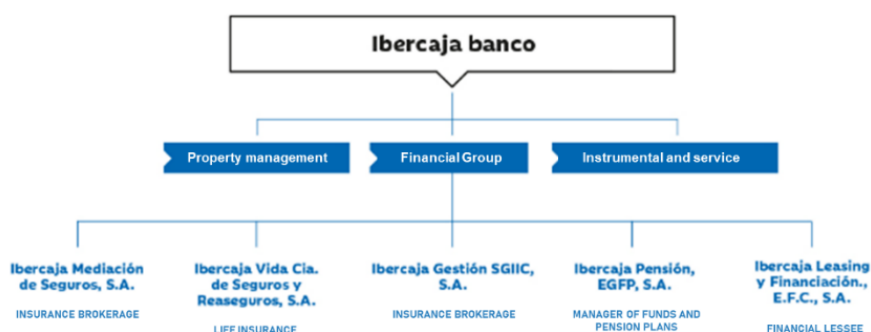 Ibercaja banco
Property management
Financial Group
Instrumental and service
Ibercaja Mediación
de Seguros, S.A.
INSURANCE BROKERAGE
Ibercaja Vida Cia.
de Seguros y
Reaseguros, S.A.
LIFE INSURANCE
Ibercaja Gestión SGIIC,
S.A.
INSURANCE BROKERAGE
Ibercaja Pensión,
EGFP, S.A.
MANAGER OF FUNDS AND
PENSION PLANS
Ibercaja Leasing
y Financiación.,
E.F.C., S.A.
FINANCIAL LESSEE